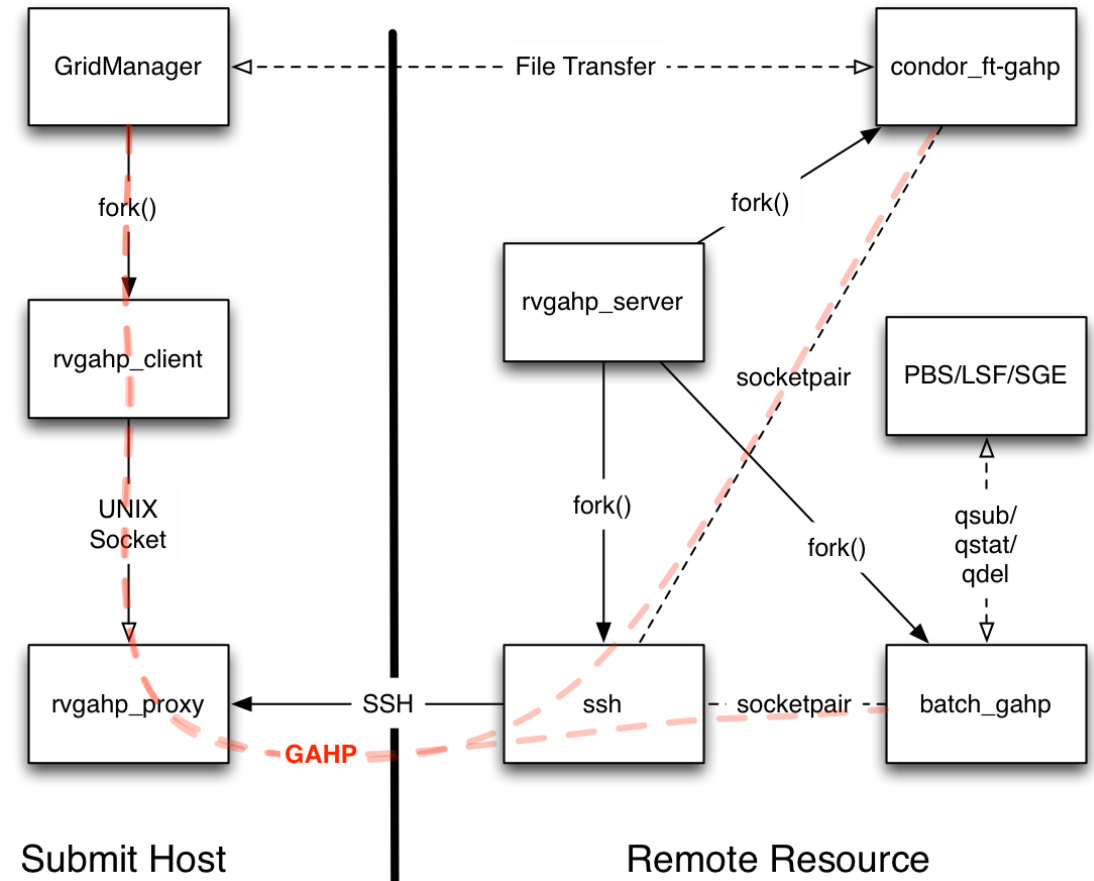 GridManager
File Transfer
condor_ft-gahp
fork()
fork()
rvgahp_server
rvgahp_client
socketpair
PBS/LSF/SGE
UNIX
Socket
fork()
fork()
qsub/
qstat/
qdel
rvgahp_proxy
SSH
ssh
socketpair
batch_gahp
GAHP
Submit Host
Remote Resource